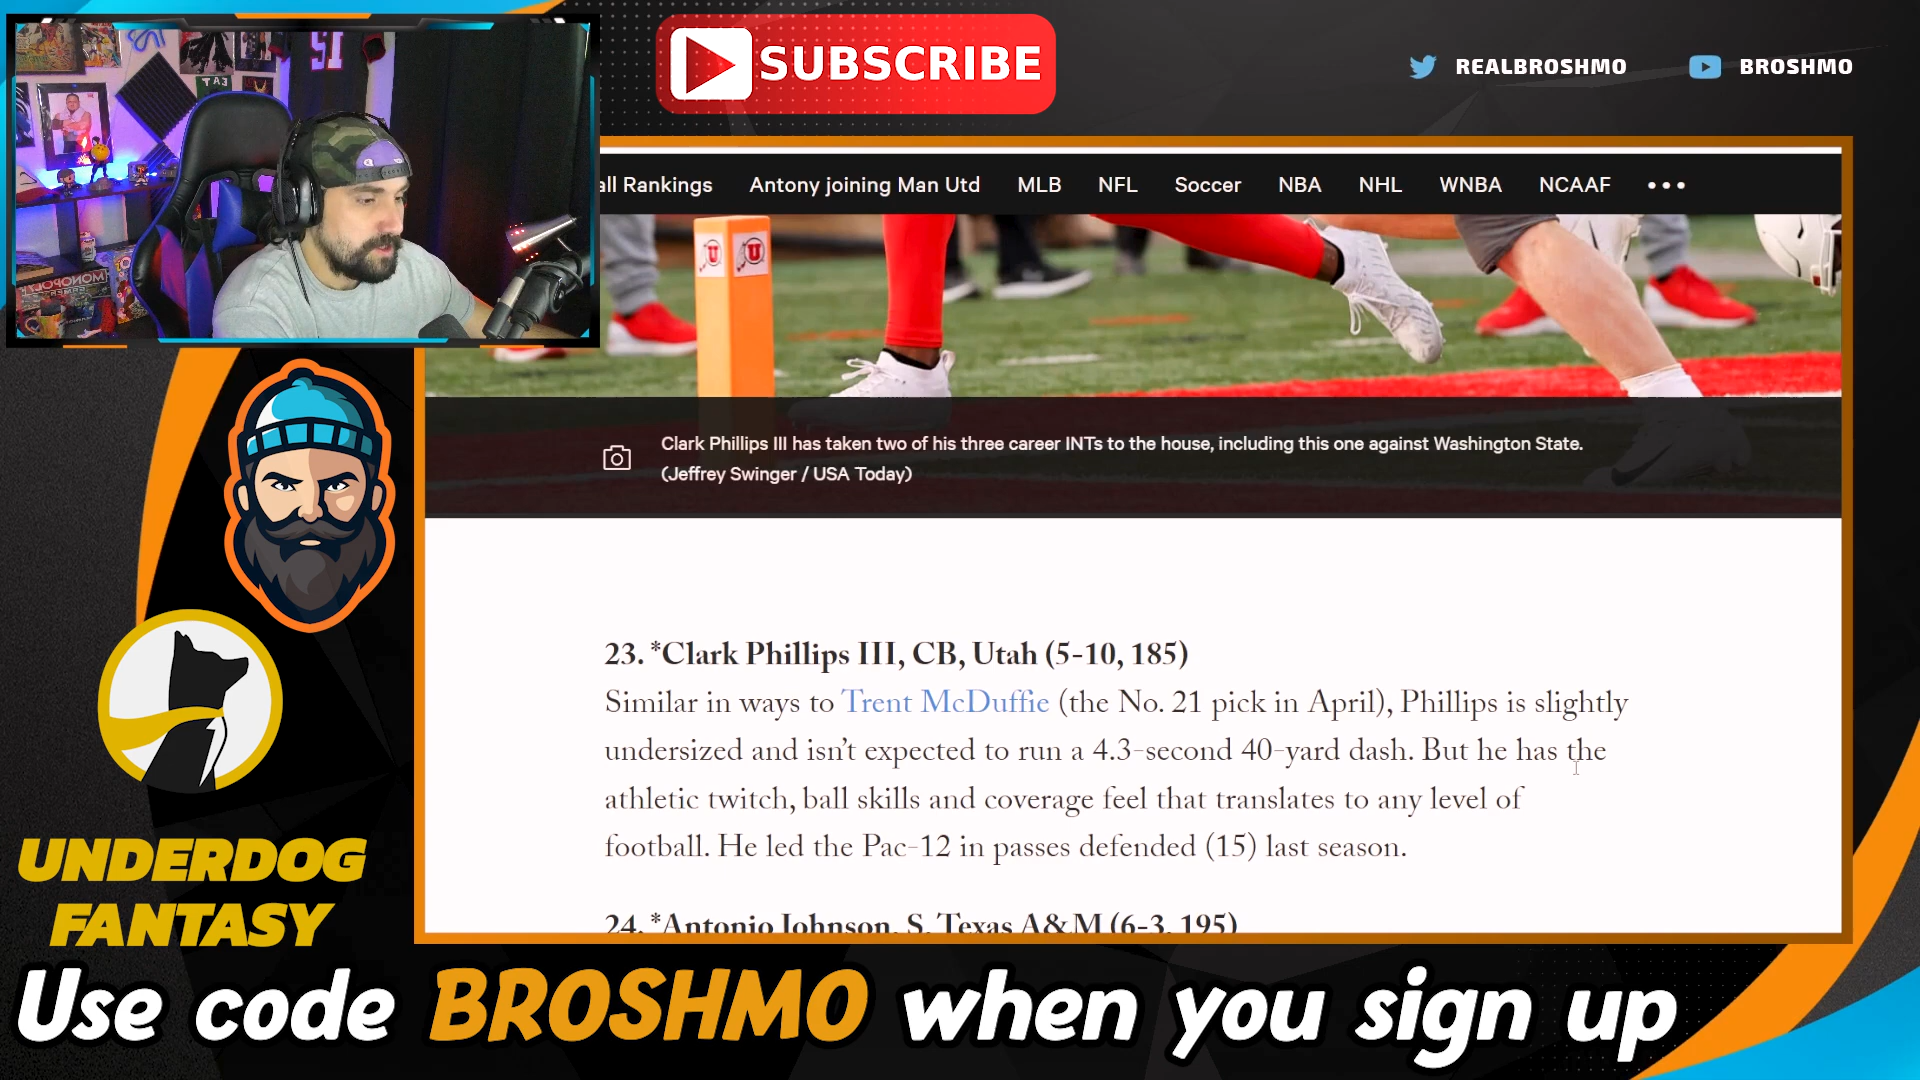 SUBSCRIBE
REALBROSHMO
BROSHMO
all Rankings Antony joining Man Utd MLB NFL Soccer NBA NHL WNBA NCAAF •••
Clark Phillips III has taken two of his three career INTs to the house, including this one against Washington State.
(Jeffrey Swinger / USA Today)
23. *Clark Phillips III, CB, Utah (5-10, 185)
Similar in ways to Trent McDuffie (the No. 21 pick in April), Phillips is slightly
undersized and isn’t expected to run a 4.3-second 40-yard dash. But he has the
athletic twitch, ball skills and coverage feel that translates to any level of
football. He led the Pac-12 in passes defended (15) last season.
24. *Antonio Johnson, S, Texas A&M (6-3, 195)
UNDERDOG
FANTASY
Use code BROSHMO when you sign up